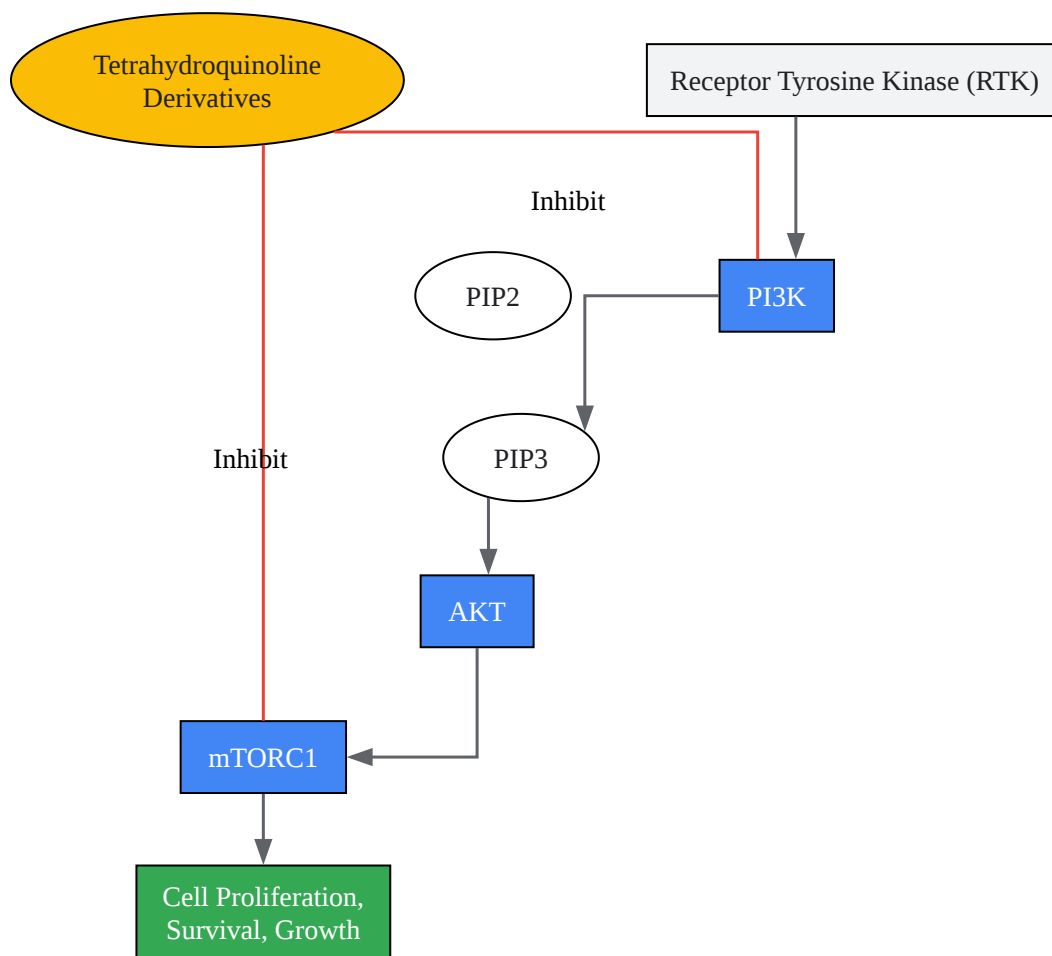 Tetrahydroquinoline
Derivatives
Receptor Tyrosine Kinase (RTK)
Inhibit
PIP2
PI3K
Inhibit
PIP3
AKT
mTORC1
Cell Proliferation,
Survival, Growth